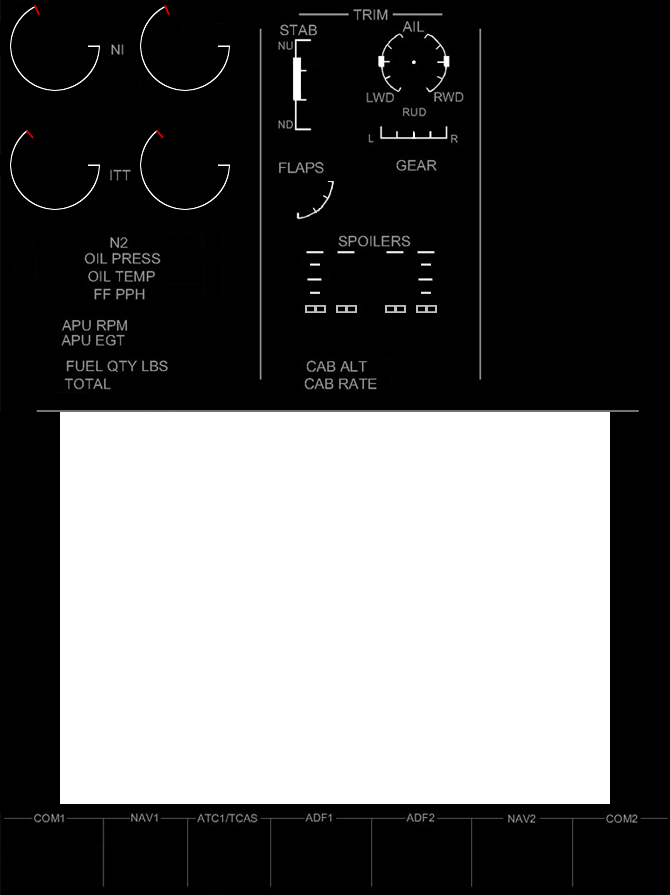 NI
ITT
N2
OIL PRESS
OIL TEMP
FF PPH
APU RPM
APU EGT
FUEL QTY LBS
TOTAL
TRIM
STAB
NU
ND
AIL
LWD RWD
RUD
L R
FLAPS
GEAR
SPOILERS
CAB ALT
CAB RATE
COM1 NAV1 ATC1/TCAS ADF1 ADF2 NAV2 COM2